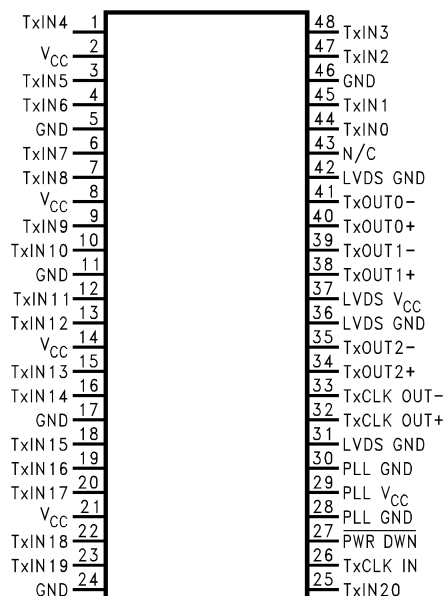 TxIN4 1
VCC 2
TxIN5 3
TxIN6 4
GND 5
TxIN7 6
TxIN8 7
VCC 8
TxIN9 9
TxIN10 10
GND 11
TxIN11 12
TxIN12 13
VCC 14
TxIN13 15
TxIN14 16
GND 17
TxIN15 18
TxIN16 19
TxIN17 20
VCC 21
TxIN18 22
TxIN19 23
GND 24
48 TxIN3
47 TxIN2
46 GND
45 TxIN1
44 TxIN0
43 N/C
42 LVDS GND
41 TxOUT0-
40 TxOUT0+
39 TxOUT1-
38 TxOUT1+
37 LVDS VCC
36 LVDS GND
35 TxOUT2-
34 TxOUT2+
33 TxCLK OUT-
32 TxCLK OUT+
31 LVDS GND
30 PLL GND
29 PLL VCC
28 PLL GND
27 PWR DWN
26 TxCLK IN
25 TxIN20